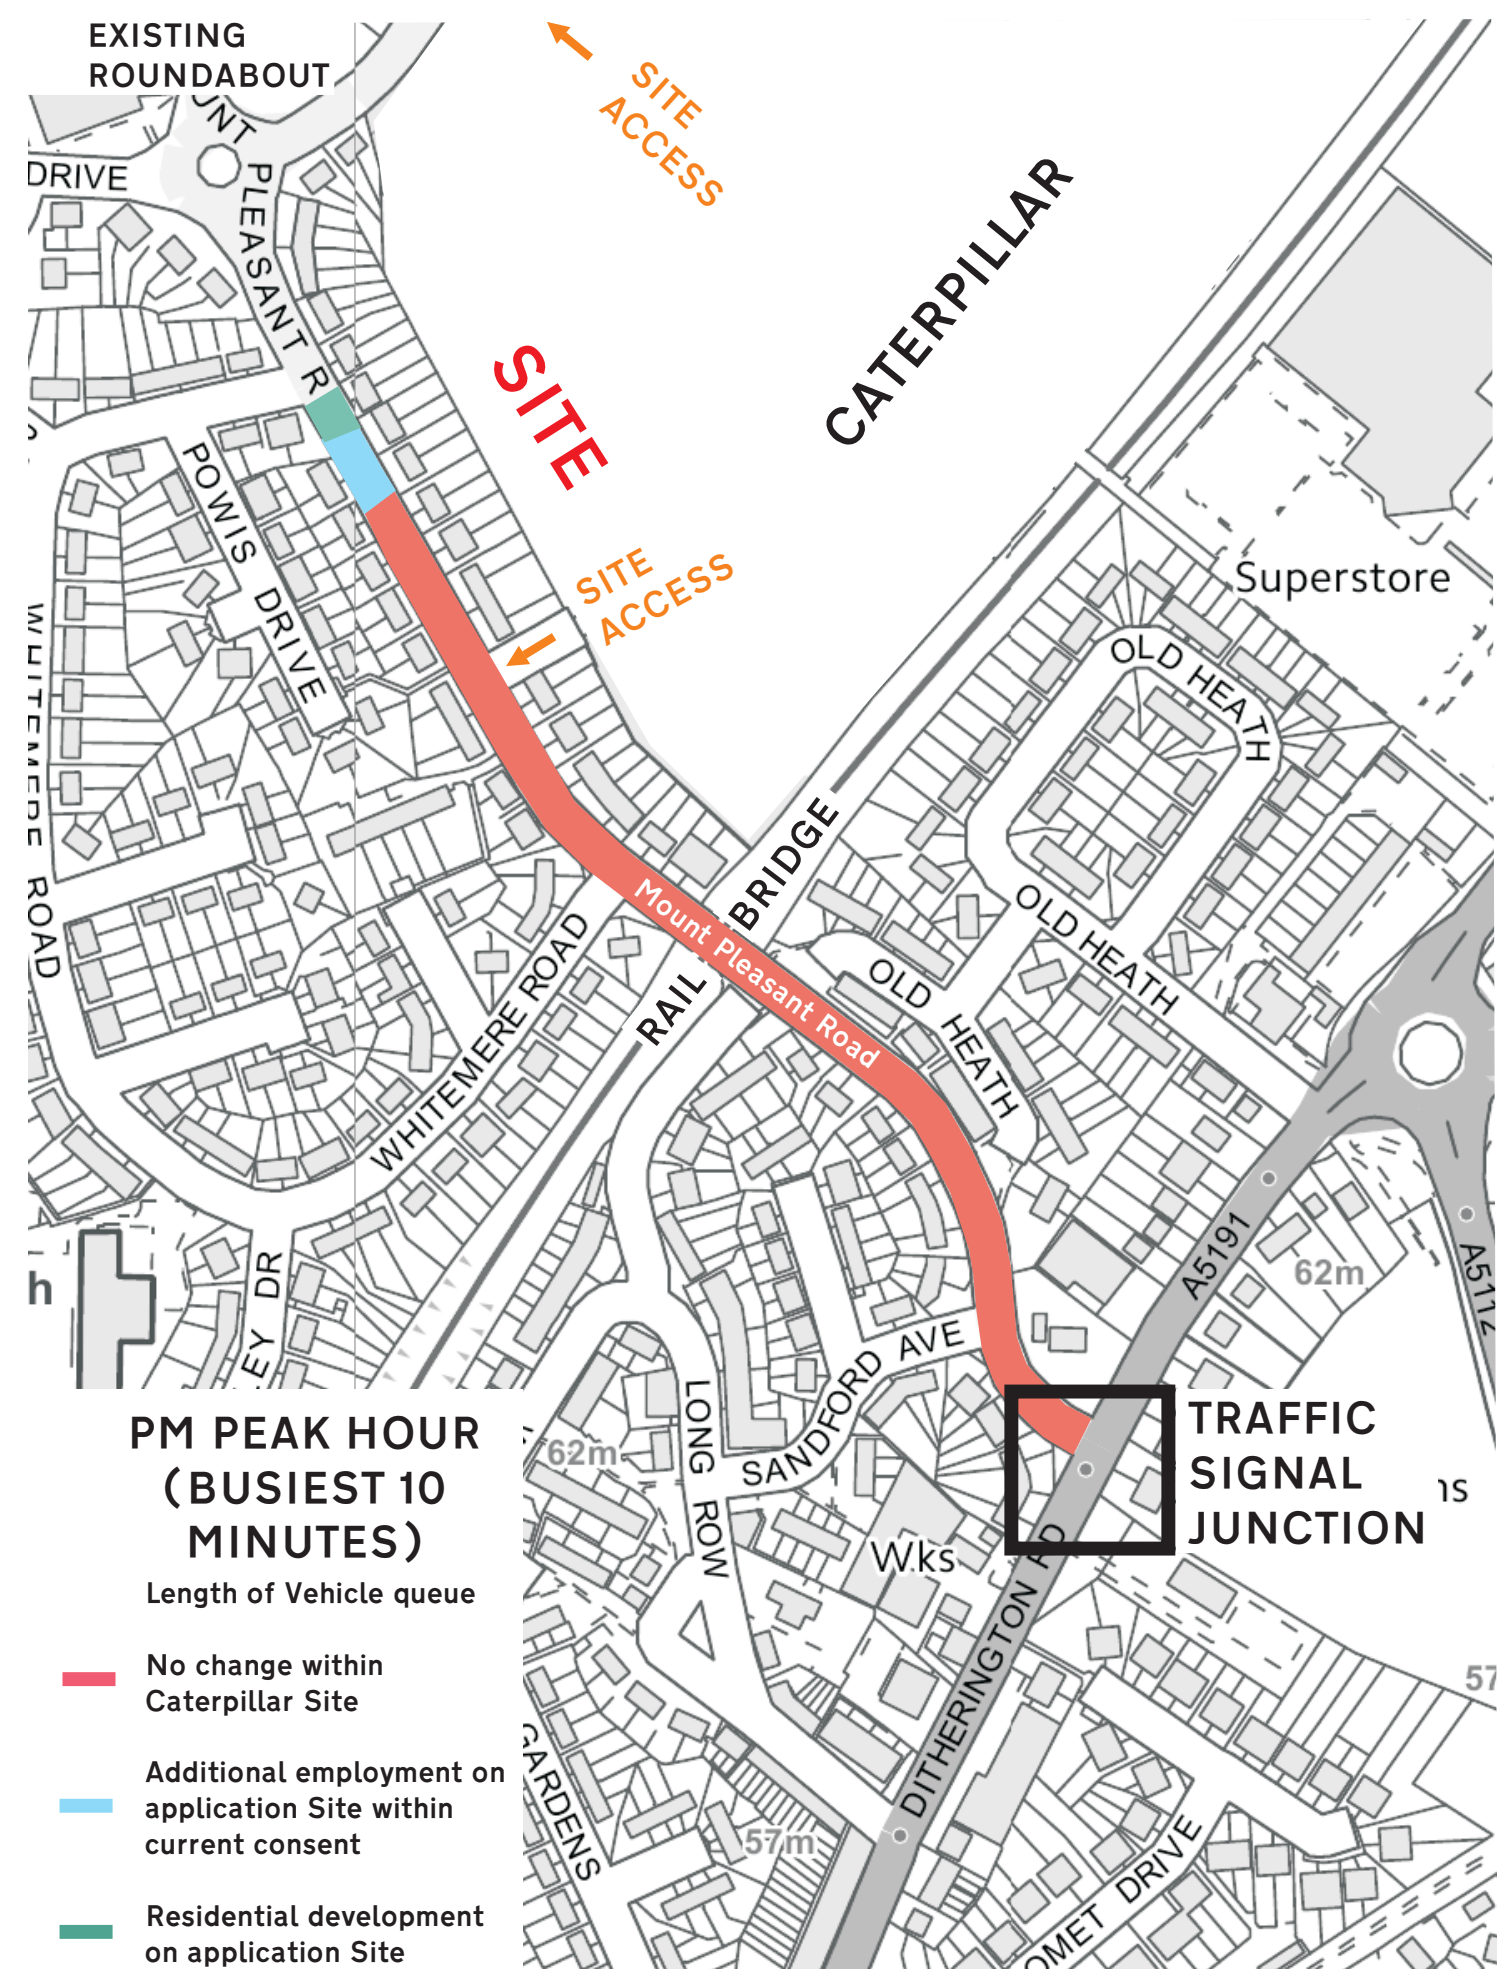 EXISTING
ROUNDABOUT
SITE
ACCESS
DRIVE
PLEASANT R
CATERPILLAR
SITE
POWIS DRIVE
SITE
ACCESS
Superstore
OLD HEATH
WHITEMERE ROAD
RAIL BRIDGE
Mount Pleasant Road
OLD HEATH
OLD HEATH
WHITEMERE ROAD
A5191
62m
A5112
h
EY DR
SANDFORD AVE
LONG ROW
62m
TRAFFIC
SIGNAL
JUNCTION
Wks
DITHERINGTON RD
57
GARDENS
57m
OMET DRIVE
PM PEAK HOUR
(BUSIEST 10
MINUTES)
Length of Vehicle queue
No change within
Caterpillar Site
Additional employment on
application Site within
current consent
Residential development
on application Site